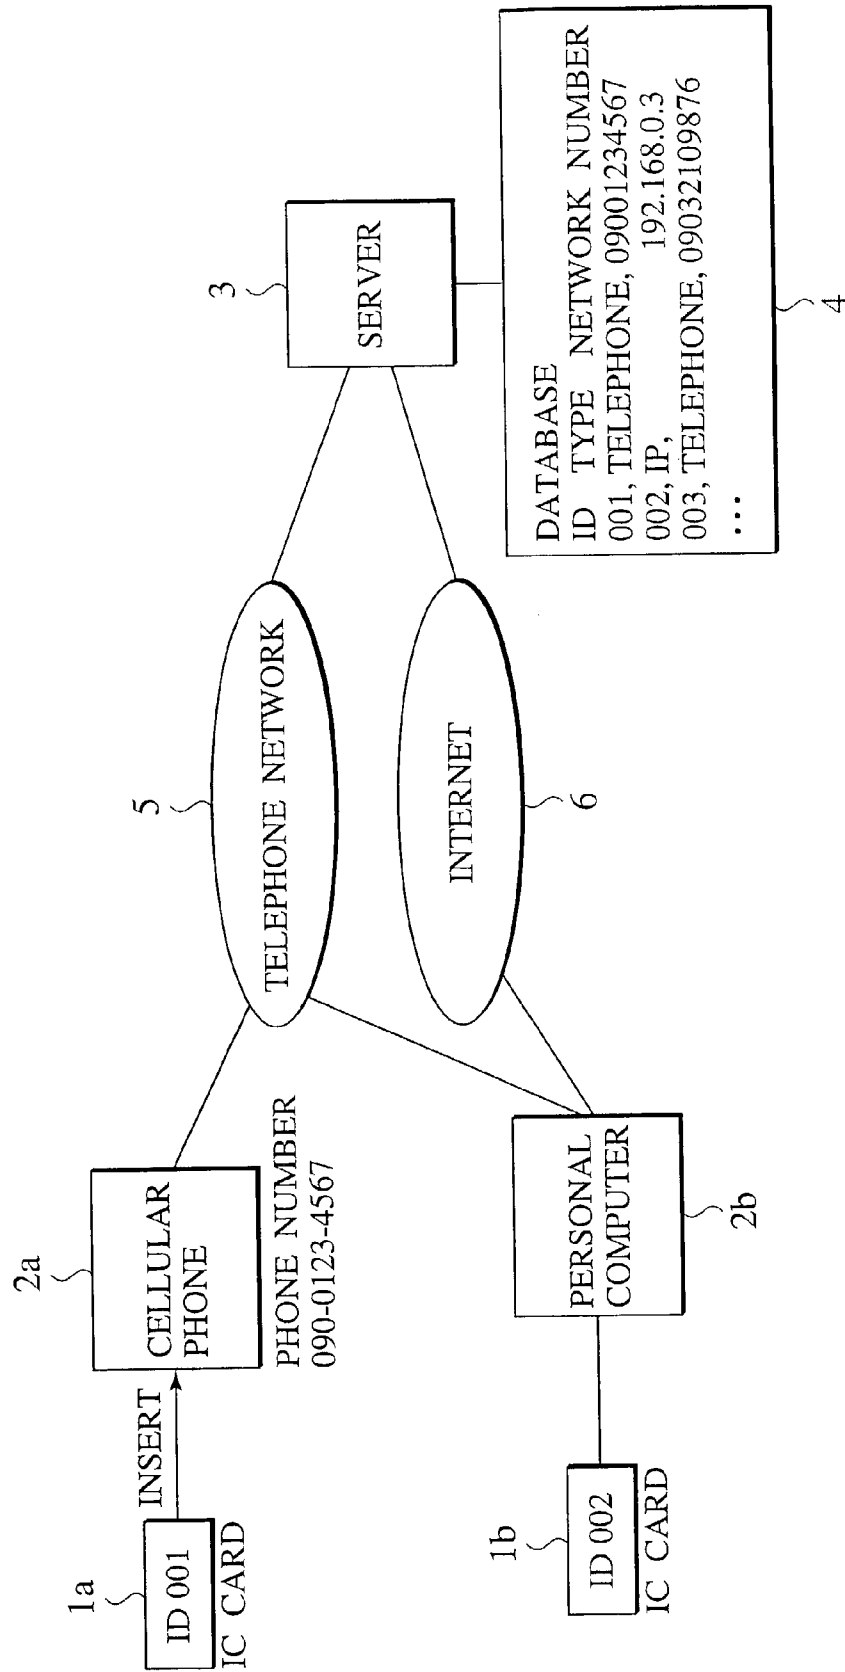 1a
ID 001
IC CARD
INSERT
2a
CELLULAR
PHONE
PHONE NUMBER
090-0123-4567
1b
ID 002
IC CARD
PERSONAL
COMPUTER
2b
5
TELEPHONE NETWORK
INTERNET
6
3
SERVER
DATABASE
ID TYPE NETWORK NUMBER
001, TELEPHONE, 09001234567
002, IP, 192.168.0.3
003, TELEPHONE, 09032109876
...
4